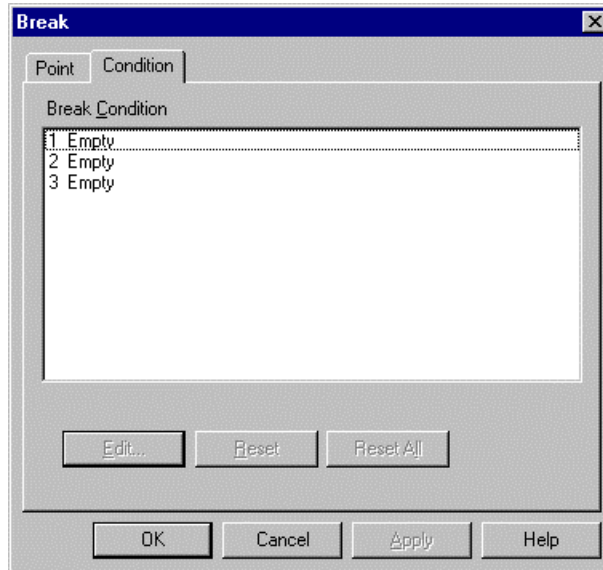 Break
Point Condition
Break Condition
1 Empty
2 Empty
3 Empty
Edit... Reset Reset All
OK Cancel Apply Help